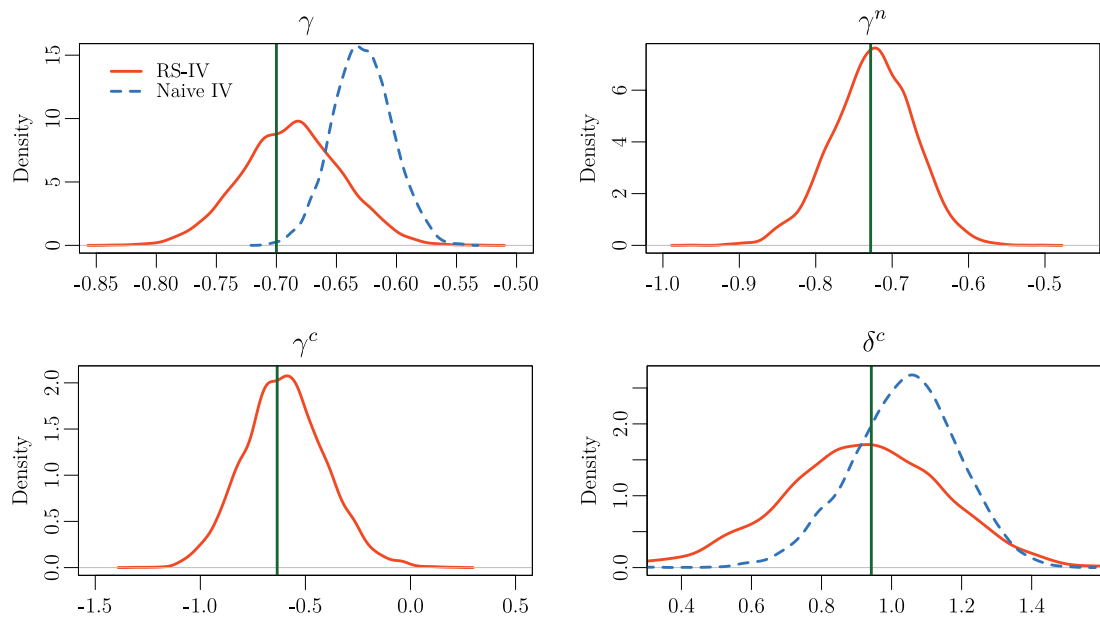 γ
γⁿ
15
10
5
0
Density
RS-IV
Naive IV
-0.85 -0.80 -0.75 -0.70 -0.65 -0.60 -0.55 -0.50
6
4
2
0
Density
-1.0 -0.9 -0.8 -0.7 -0.6 -0.5
γᶜ
δᶜ
2.0
1.5
1.0
0.5
0.0
Density
-1.5 -1.0 -0.5 0.0 0.5
2.0
1.0
0.0
Density
0.4 0.6 0.8 1.0 1.2 1.4